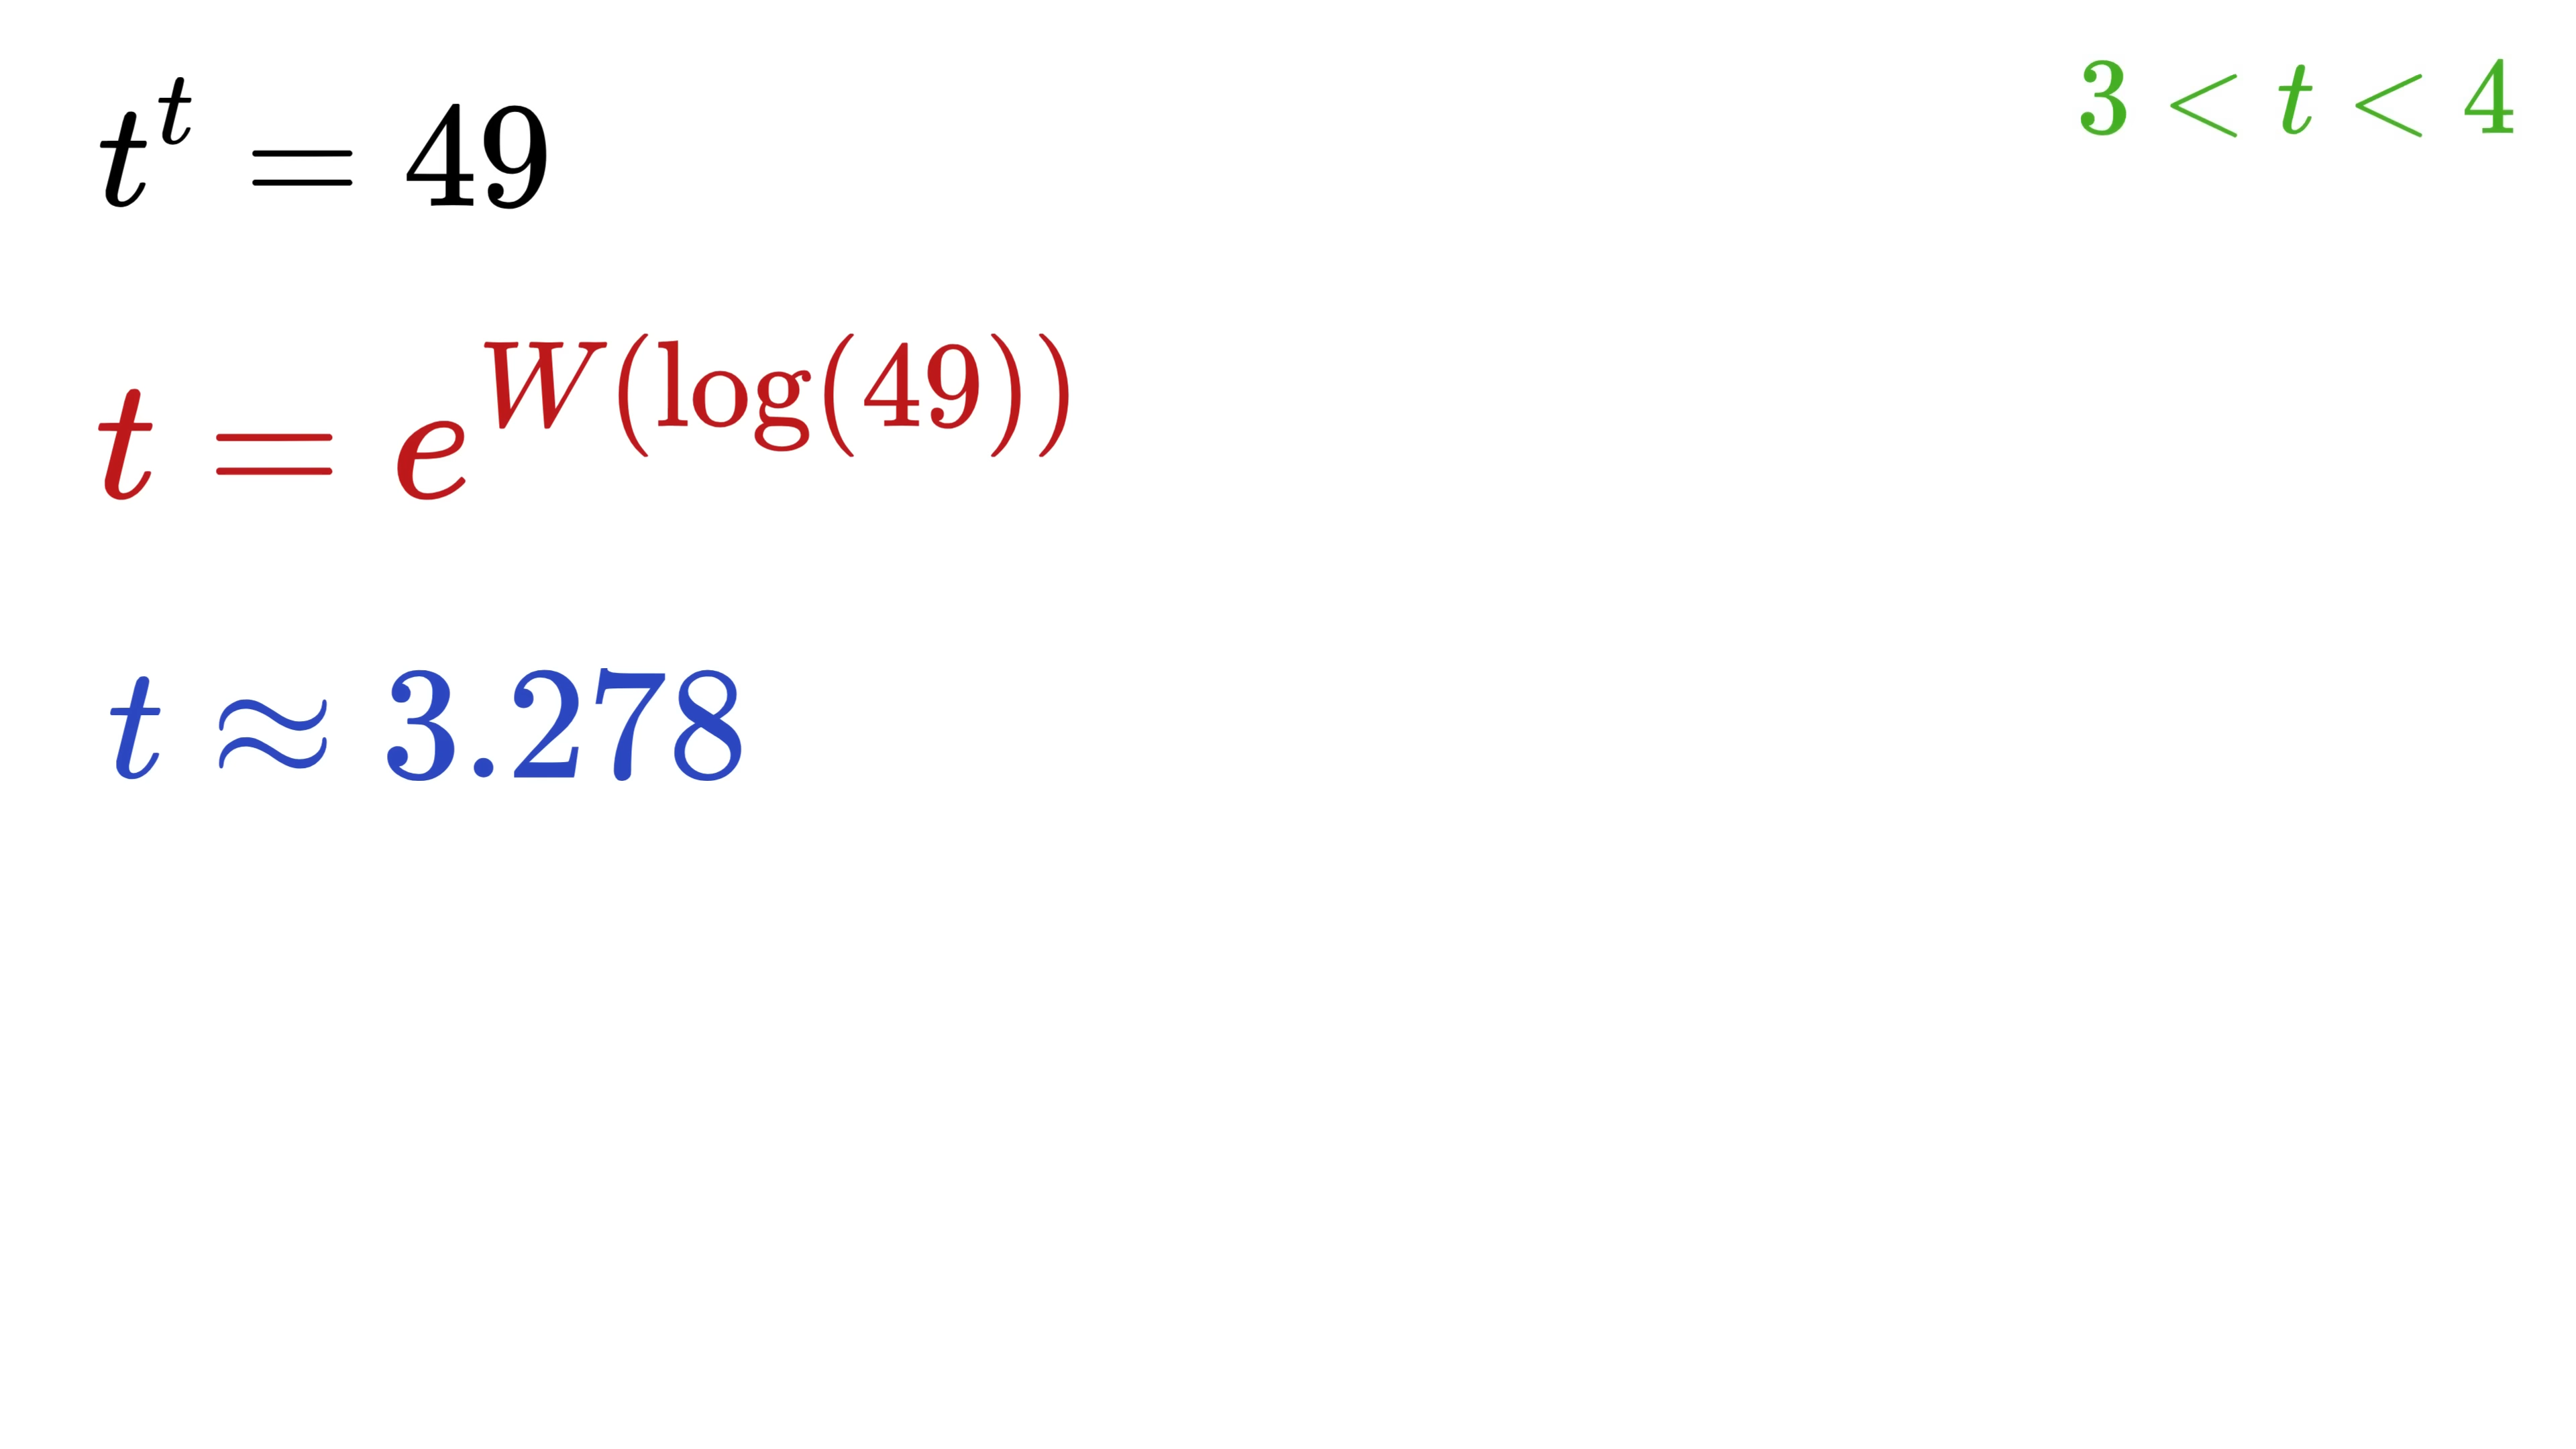 t^t = 49
3 < t < 4
t = e^{W(log(49))}
t ≈ 3.278